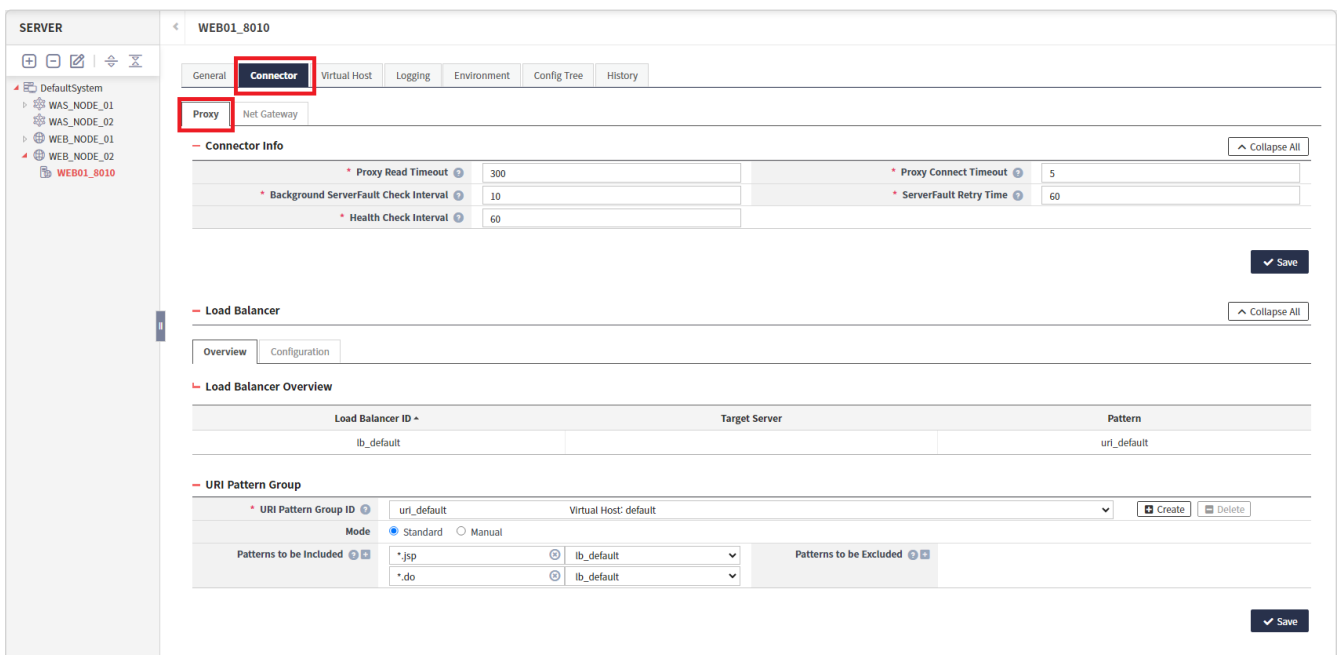 SERVER
WEB01_8010
DefaultSystem
WAS_NODE_01
WAS_NODE_02
WEB_NODE_01
WEB_NODE_02
WEB01_8010
General Connector Virtual Host Logging Environment Config Tree History
Proxy Net Gateway
Connector Info Collapse All
* Proxy Read Timeout 300 * Proxy Connect Timeout 5
* Background ServerFault Check Interval 10 * ServerFault Retry Time 60
* Health Check Interval 60
Save
Load Balancer Collapse All
Overview Configuration
Load Balancer Overview
Load Balancer ID Target Server Pattern
lb_default uri_default
URI Pattern Group
* URI Pattern Group ID uri_default Virtual Host: default Create Delete
Mode Standard Manual
Patterns to be Included *.jsp lb_default Patterns to be Excluded
*.do lb_default
Save